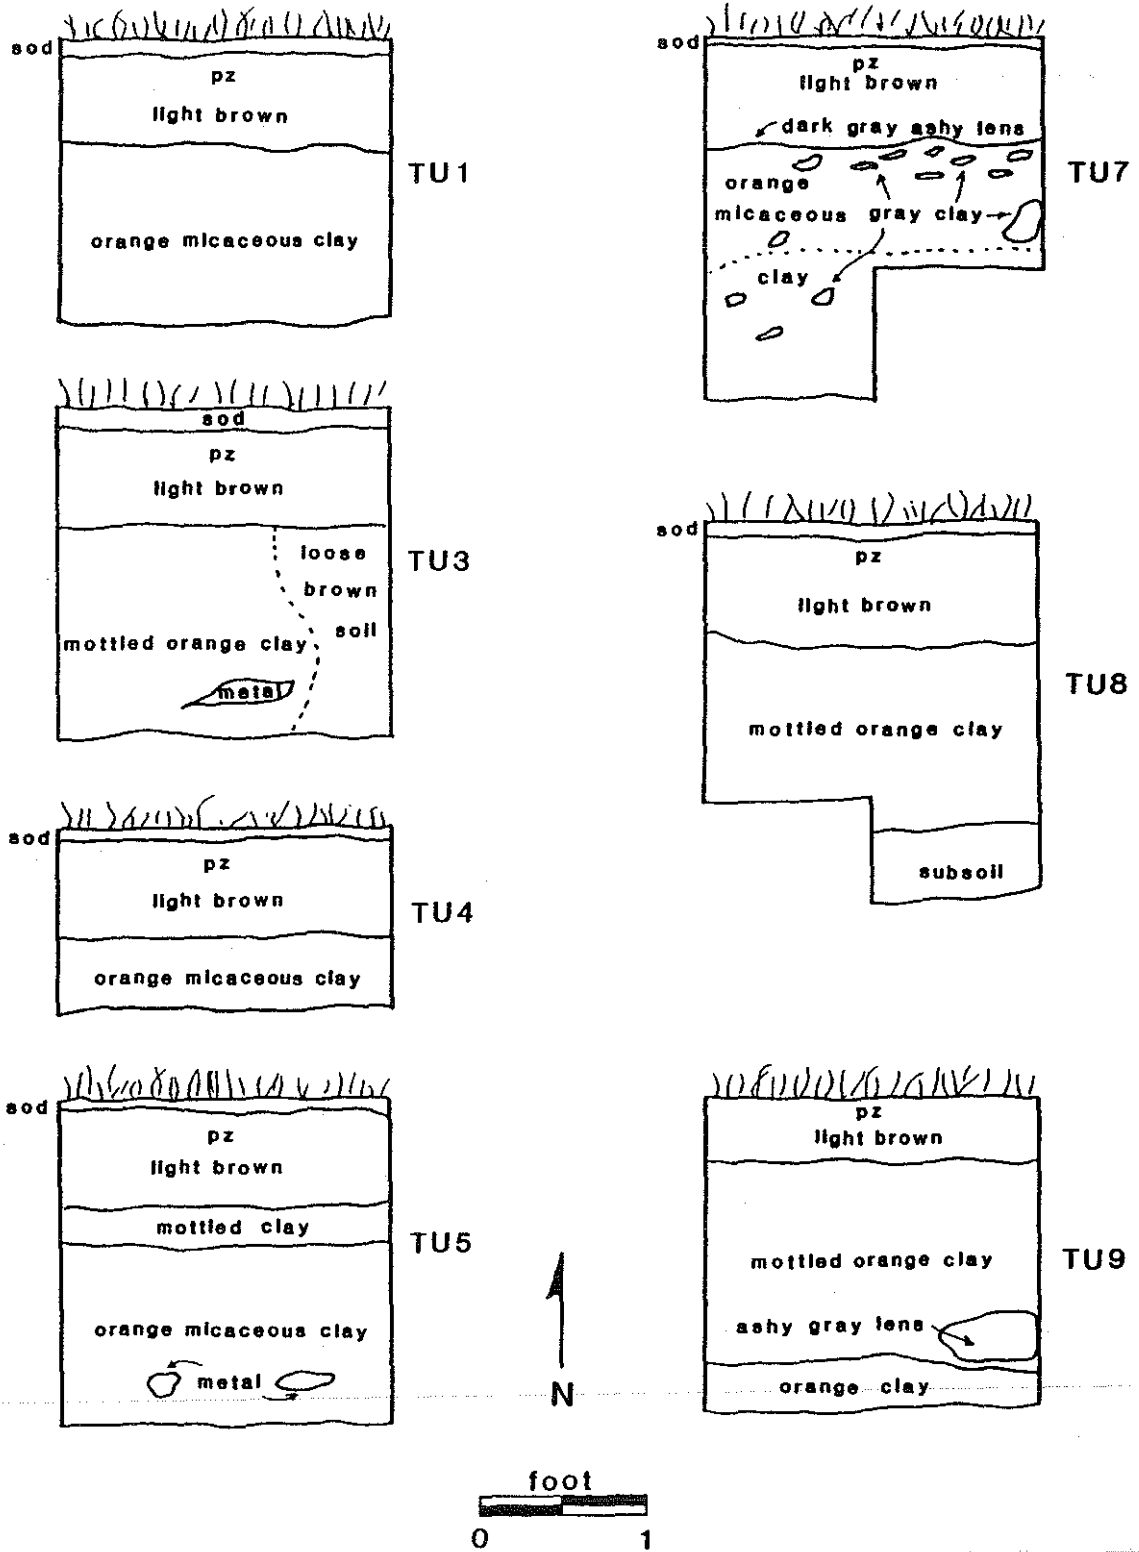 sod
pz
light brown
TU1
orange micaceous clay
sod
pz
light brown
loose
TU3
brown
soil
mottled orange clay
metal
sod
pz
light brown
TU4
orange micaceous clay
sod
pz
light brown
mottled clay
TU5
orange micaceous clay
metal
sod
pz
light brown
dark gray ashy lens
TU7
orange
micaceous gray clay
clay
sod
pz
light brown
TU8
mottled orange clay
subsoil
pz
light brown
mottled orange clay
TU9
ashy gray lens
orange clay
N
foot
0 1